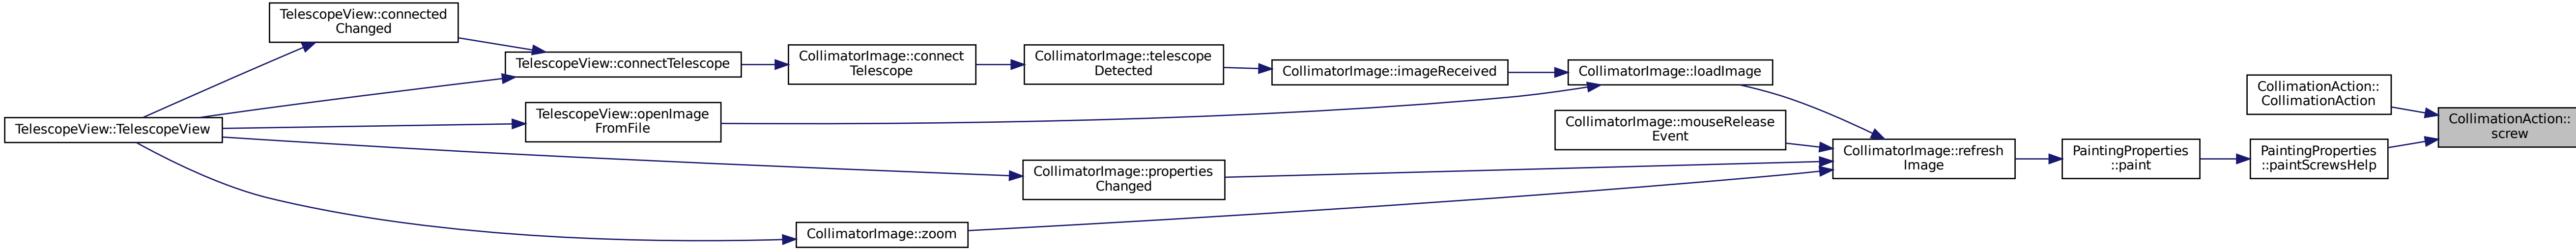 TelescopeView::connected
Changed
TelescopeView::connectTelescope
CollimatorImage::connect
Telescope
CollimatorImage::telescope
Detected
CollimatorImage::imageReceived
CollimatorImage::loadImage
CollimationAction::
CollimationAction
CollimationAction::
screw
TelescopeView::TelescopeView
TelescopeView::openImage
FromFile
CollimatorImage::mouseRelease
Event
CollimatorImage::refresh
Image
PaintingProperties
::paint
PaintingProperties
::paintScrewsHelp
CollimatorImage::properties
Changed
CollimatorImage::zoom